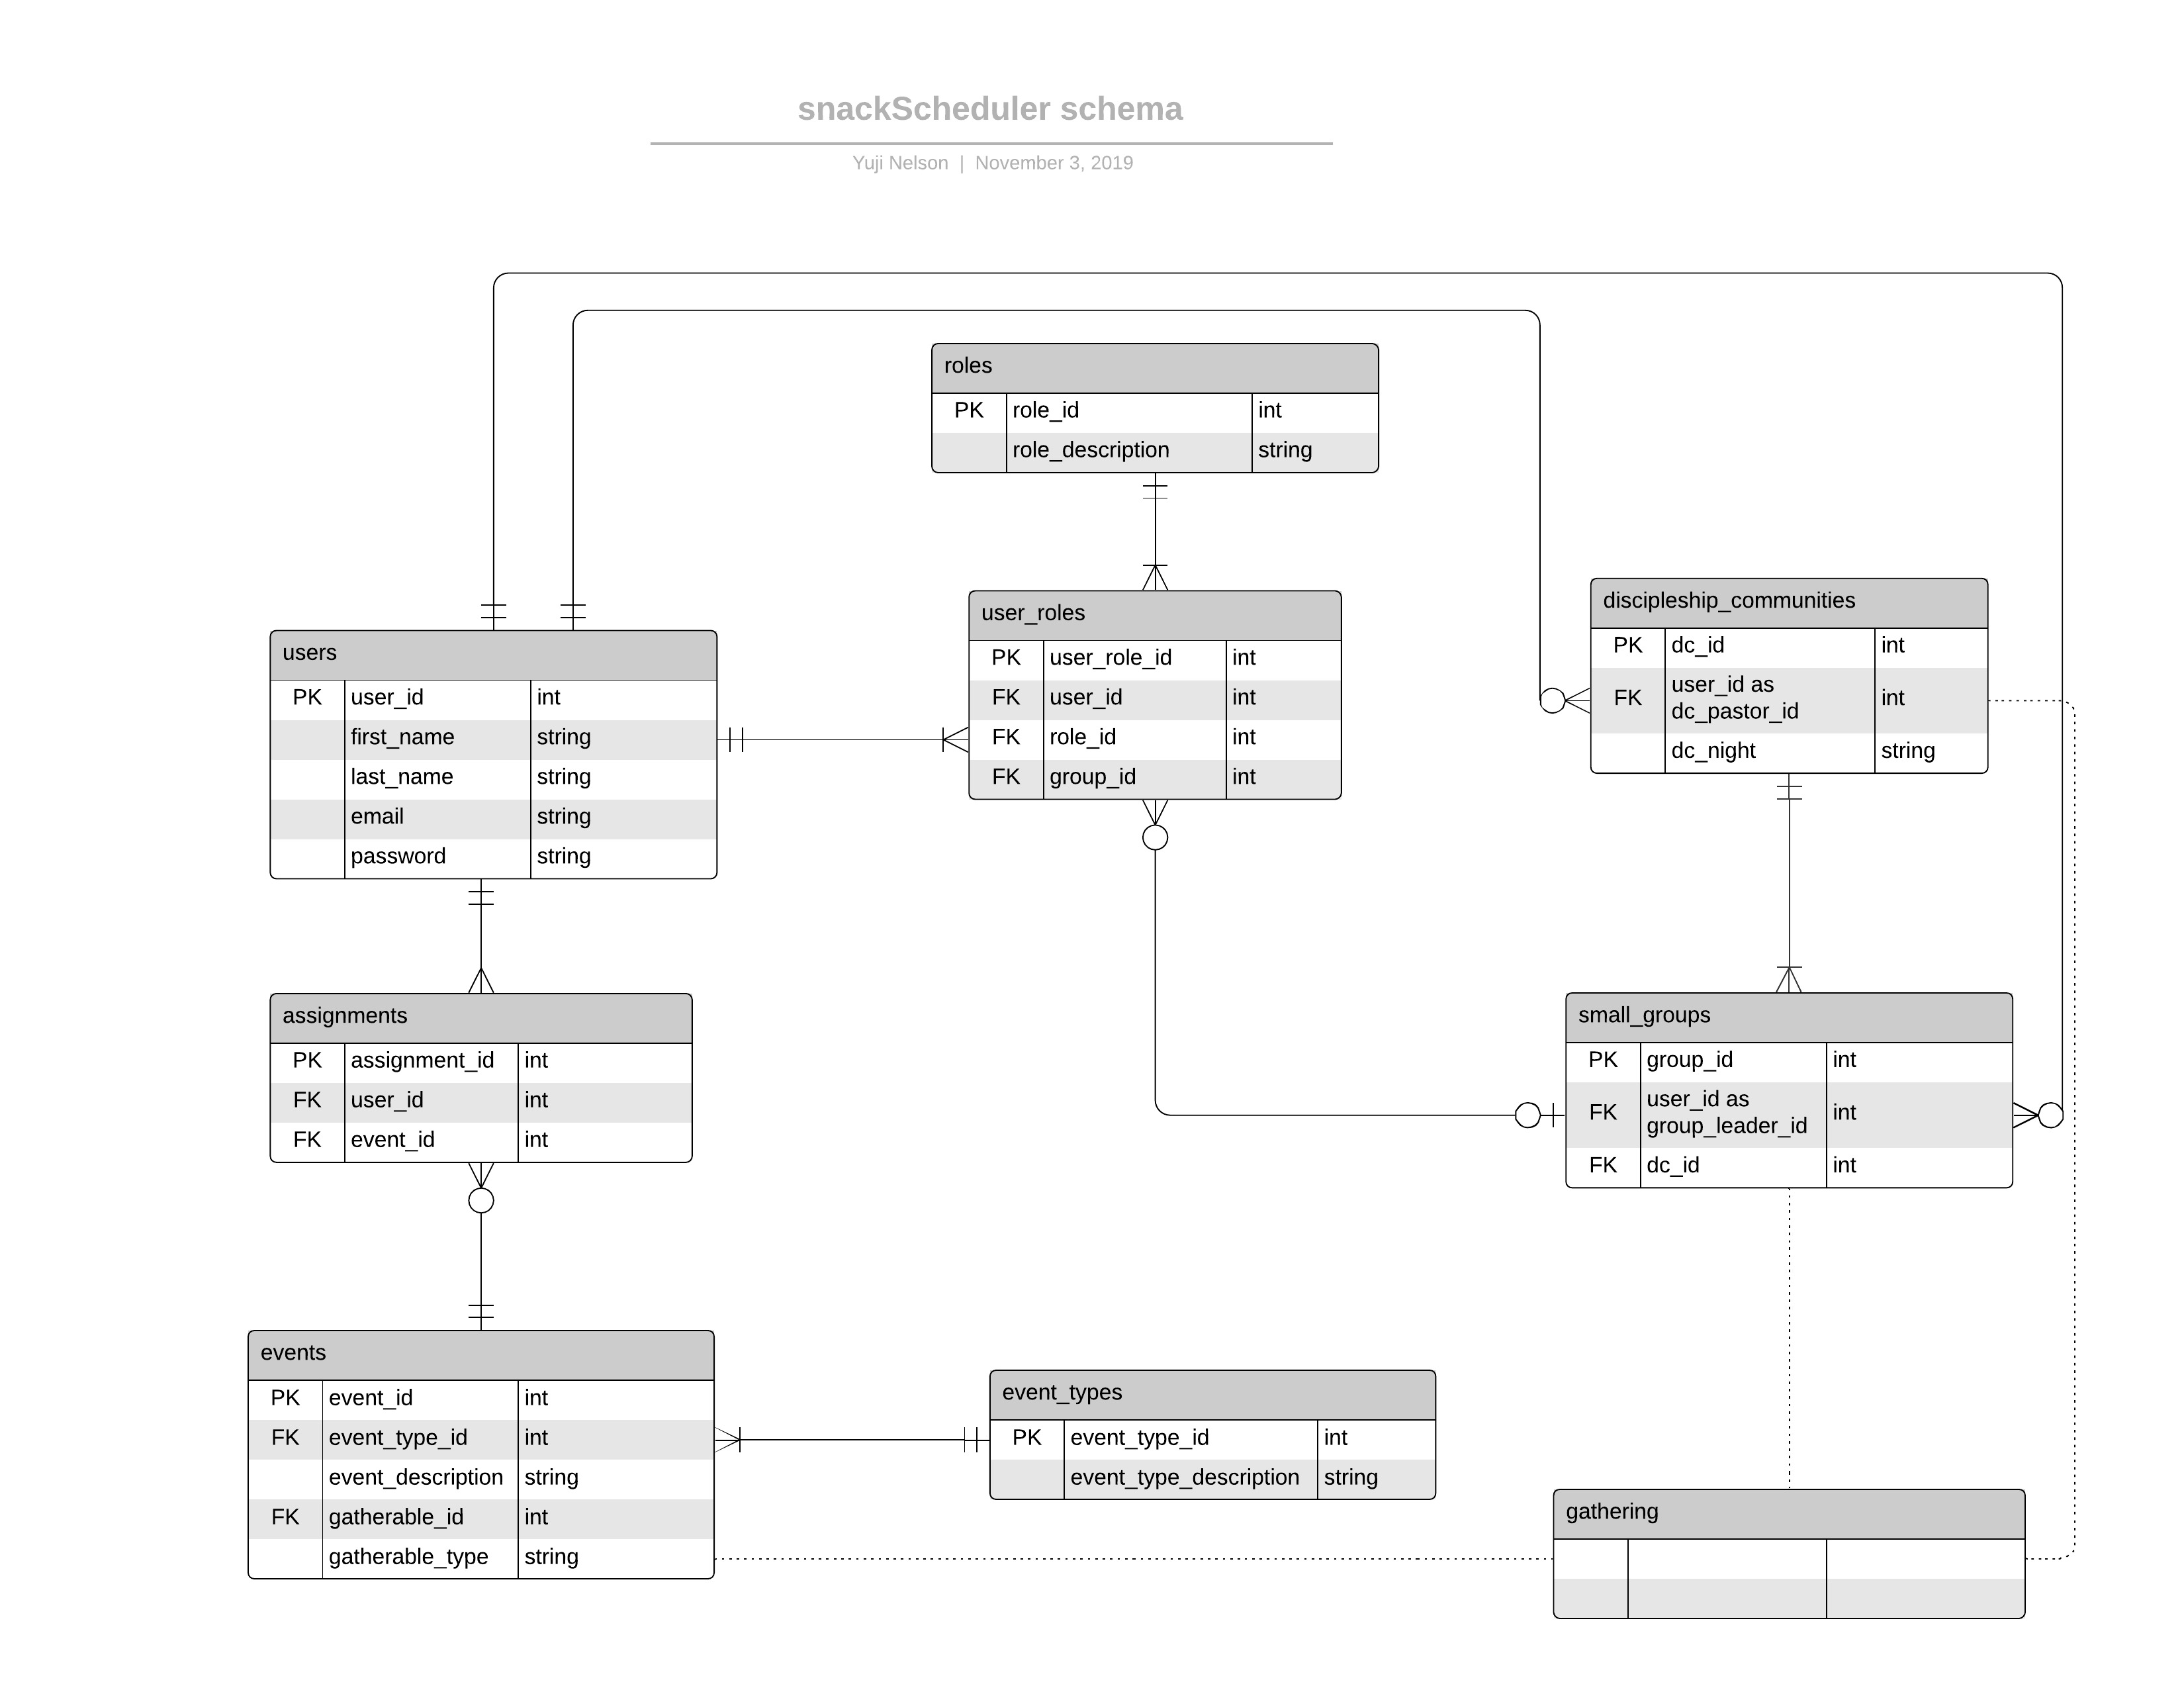 snackScheduler schema
Yuji Nelson | November 3, 2019
roles
PK role_id int
role_description string
user_roles
PK user_role_id int
FK user_id int
FK role_id int
FK group_id int
discipleship_communities
PK dc_id int
FK user_id as
dc_pastor_id int
dc_night string
users
PK user_id int
first_name string
last_name string
email string
password string
assignments
PK assignment_id int
FK user_id int
FK event_id int
small_groups
PK group_id int
FK user_id as
group_leader_id int
FK dc_id int
events
PK event_id int
FK event_type_id int
event_description string
FK gatherable_id int
gatherable_type string
event_types
PK event_type_id int
event_type_description string
gathering